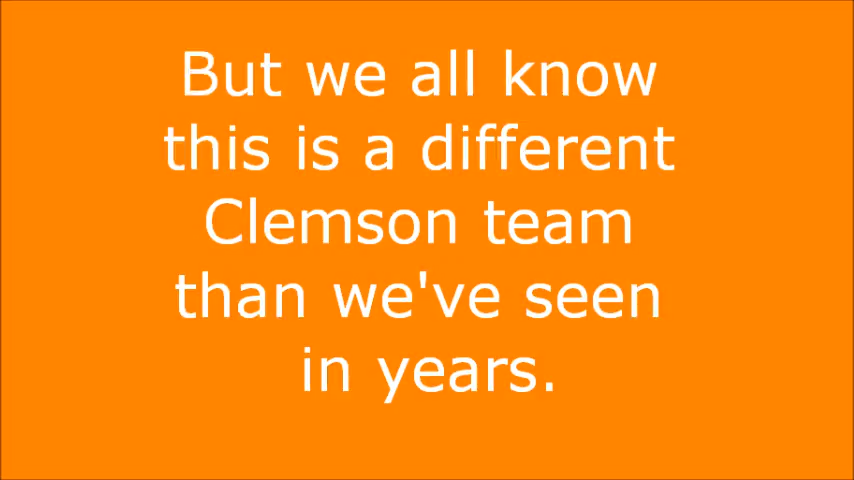 But we all know
this is a different
Clemson team
than we've seen
in years.